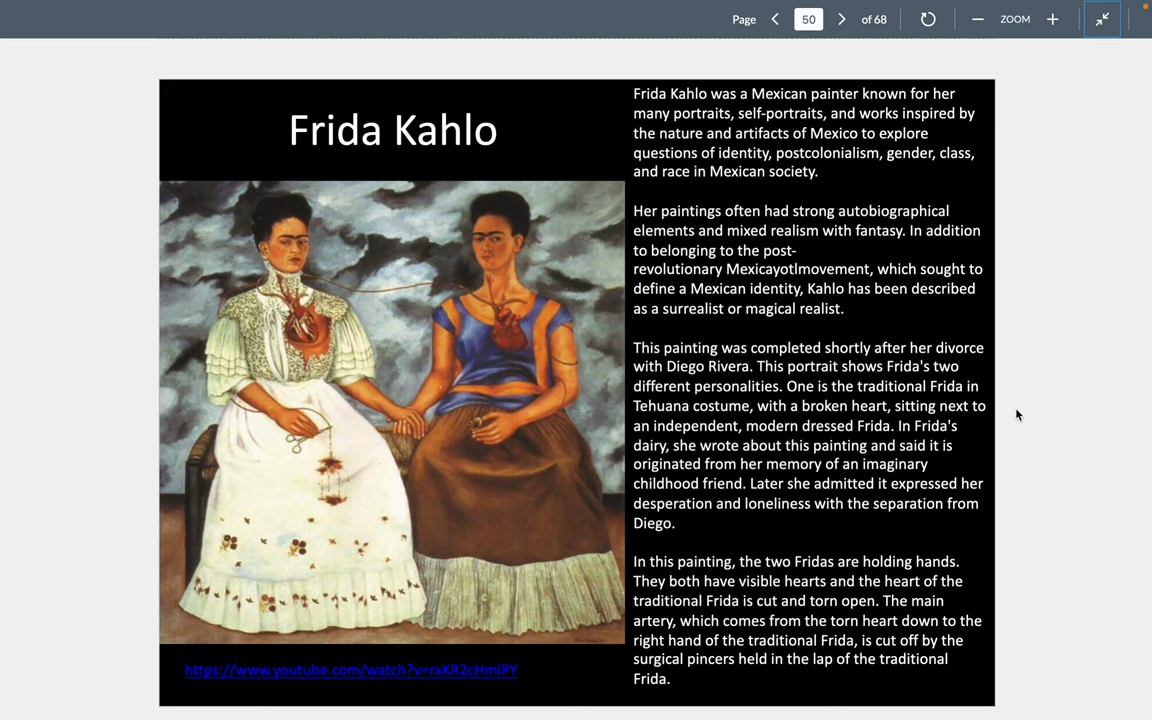 Page 50 of 68 ZOOM
Frida Kahlo
Frida Kahlo was a Mexican painter known for her
many portraits, self-portraits, and works inspired by
the nature and artifacts of Mexico to explore
questions of identity, postcolonialism, gender, class,
and race in Mexican society.
Her paintings often had strong autobiographical
elements and mixed realism with fantasy. In addition
to belonging to the post-
revolutionary Mexicayotlmovement, which sought to
define a Mexican identity, Kahlo has been described
as a surrealist or magical realist.
This painting was completed shortly after her divorce
with Diego Rivera. This portrait shows Frida's two
different personalities. One is the traditional Frida in
Tehuana costume, with a broken heart, sitting next to
an independent, modern dressed Frida. In Frida's
dairy, she wrote about this painting and said it is
originated from her memory of an imaginary
childhood friend. Later she admitted it expressed her
desperation and loneliness with the separation from
Diego.
In this painting, the two Fridas are holding hands.
They both have visible hearts and the heart of the
traditional Frida is cut and torn open. The main
artery, which comes from the torn heart down to the
right hand of the traditional Frida, is cut off by the
surgical pincers held in the lap of the traditional
Frida.
https://www.youtube.com/watch?v=rxKR2cHmlPY